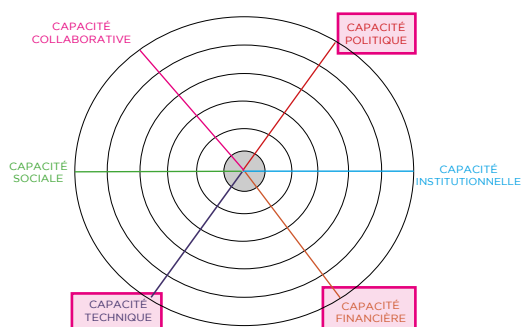 CAPACITÉ
COLLABORATIVE
CAPACITÉ
POLITIQUE
CAPACITÉ
SOCIALE
CAPACITÉ
INSTITUTIONNELLE
CAPACITÉ
TECHNIQUE
CAPACITÉ
FINANCIÈRE